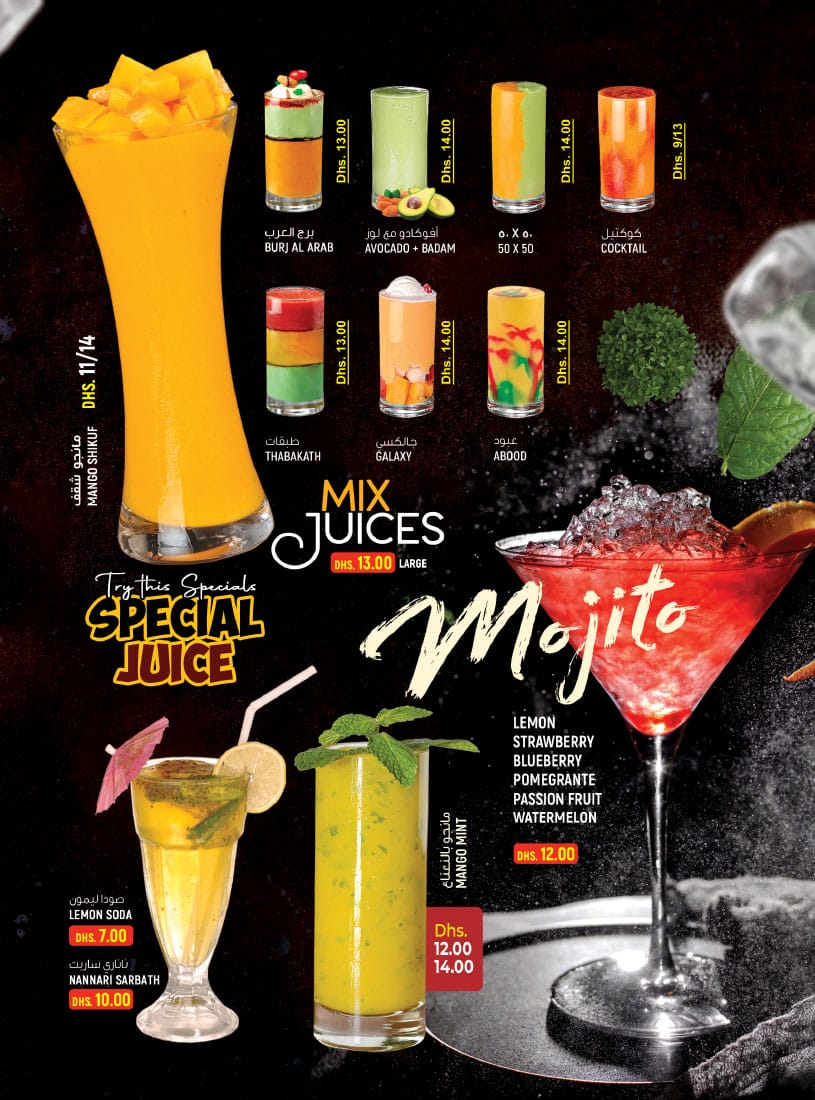 Dhs. 13.00
برج العرب
BURJ AL ARAB
Dhs. 14.00
أفوكادو مع لوز
AVOCADO + BADAM
Dhs. 14.00
٥٠ X ٥٠
50 X 50
Dhs. 9/13
كوكتيل
COCKTAIL
DHS. 11/14
مانجو شقف
MANGO SHIKUF
Dhs. 13.00
طبقات
THABAKATH
Dhs. 14.00
جالكسي
GALAXY
Dhs. 14.00
عبود
ABOOD
MIX
JUICES
DHS. 13.00 LARGE
Try this Specials
SPECIAL
JUICE
Mojito
LEMON
STRAWBERRY
BLUEBERRY
POMEGRANTE
PASSION FRUIT
WATERMELON
DHS. 12.00
صودا ليمون
LEMON SODA
DHS. 7.00
ناناري ساربت
NANNARI SARBATH
DHS. 10.00
مانجو بالنعناع
MANGO MINT
Dhs.
12.00
14.00